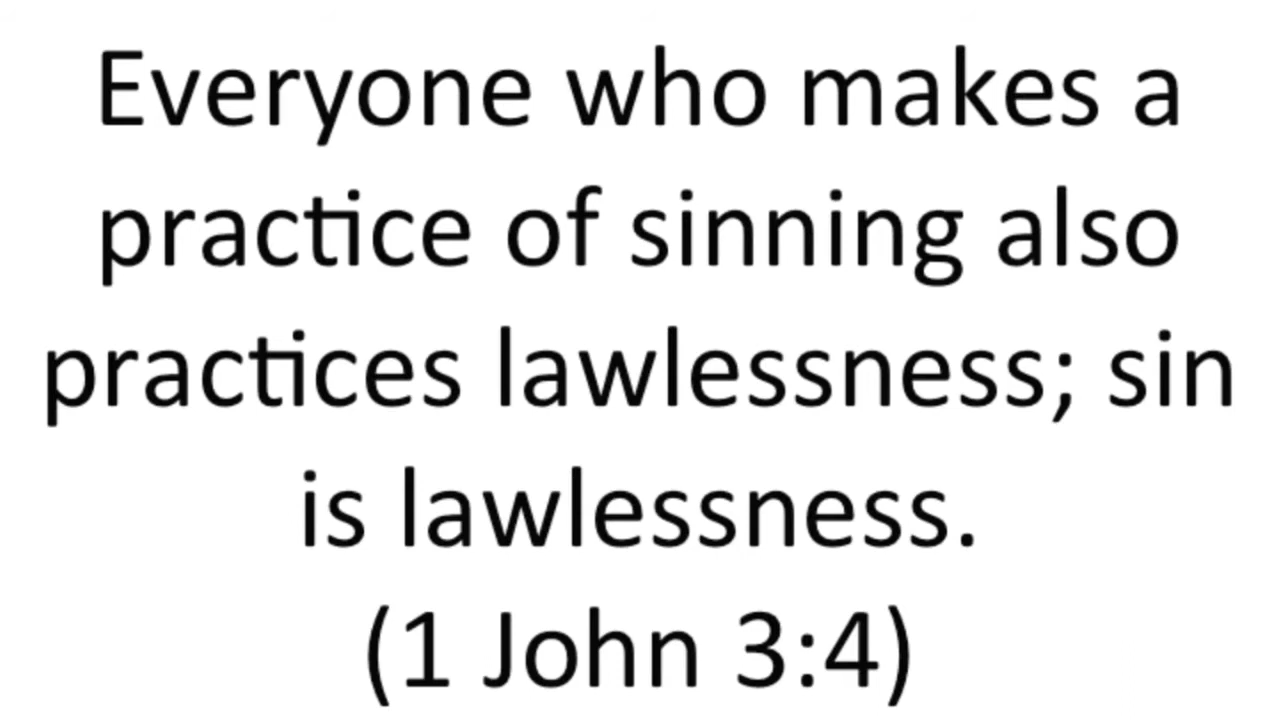 Everyone who makes a
practice of sinning also
practices lawlessness; sin
is lawlessness.
(1 John 3:4)